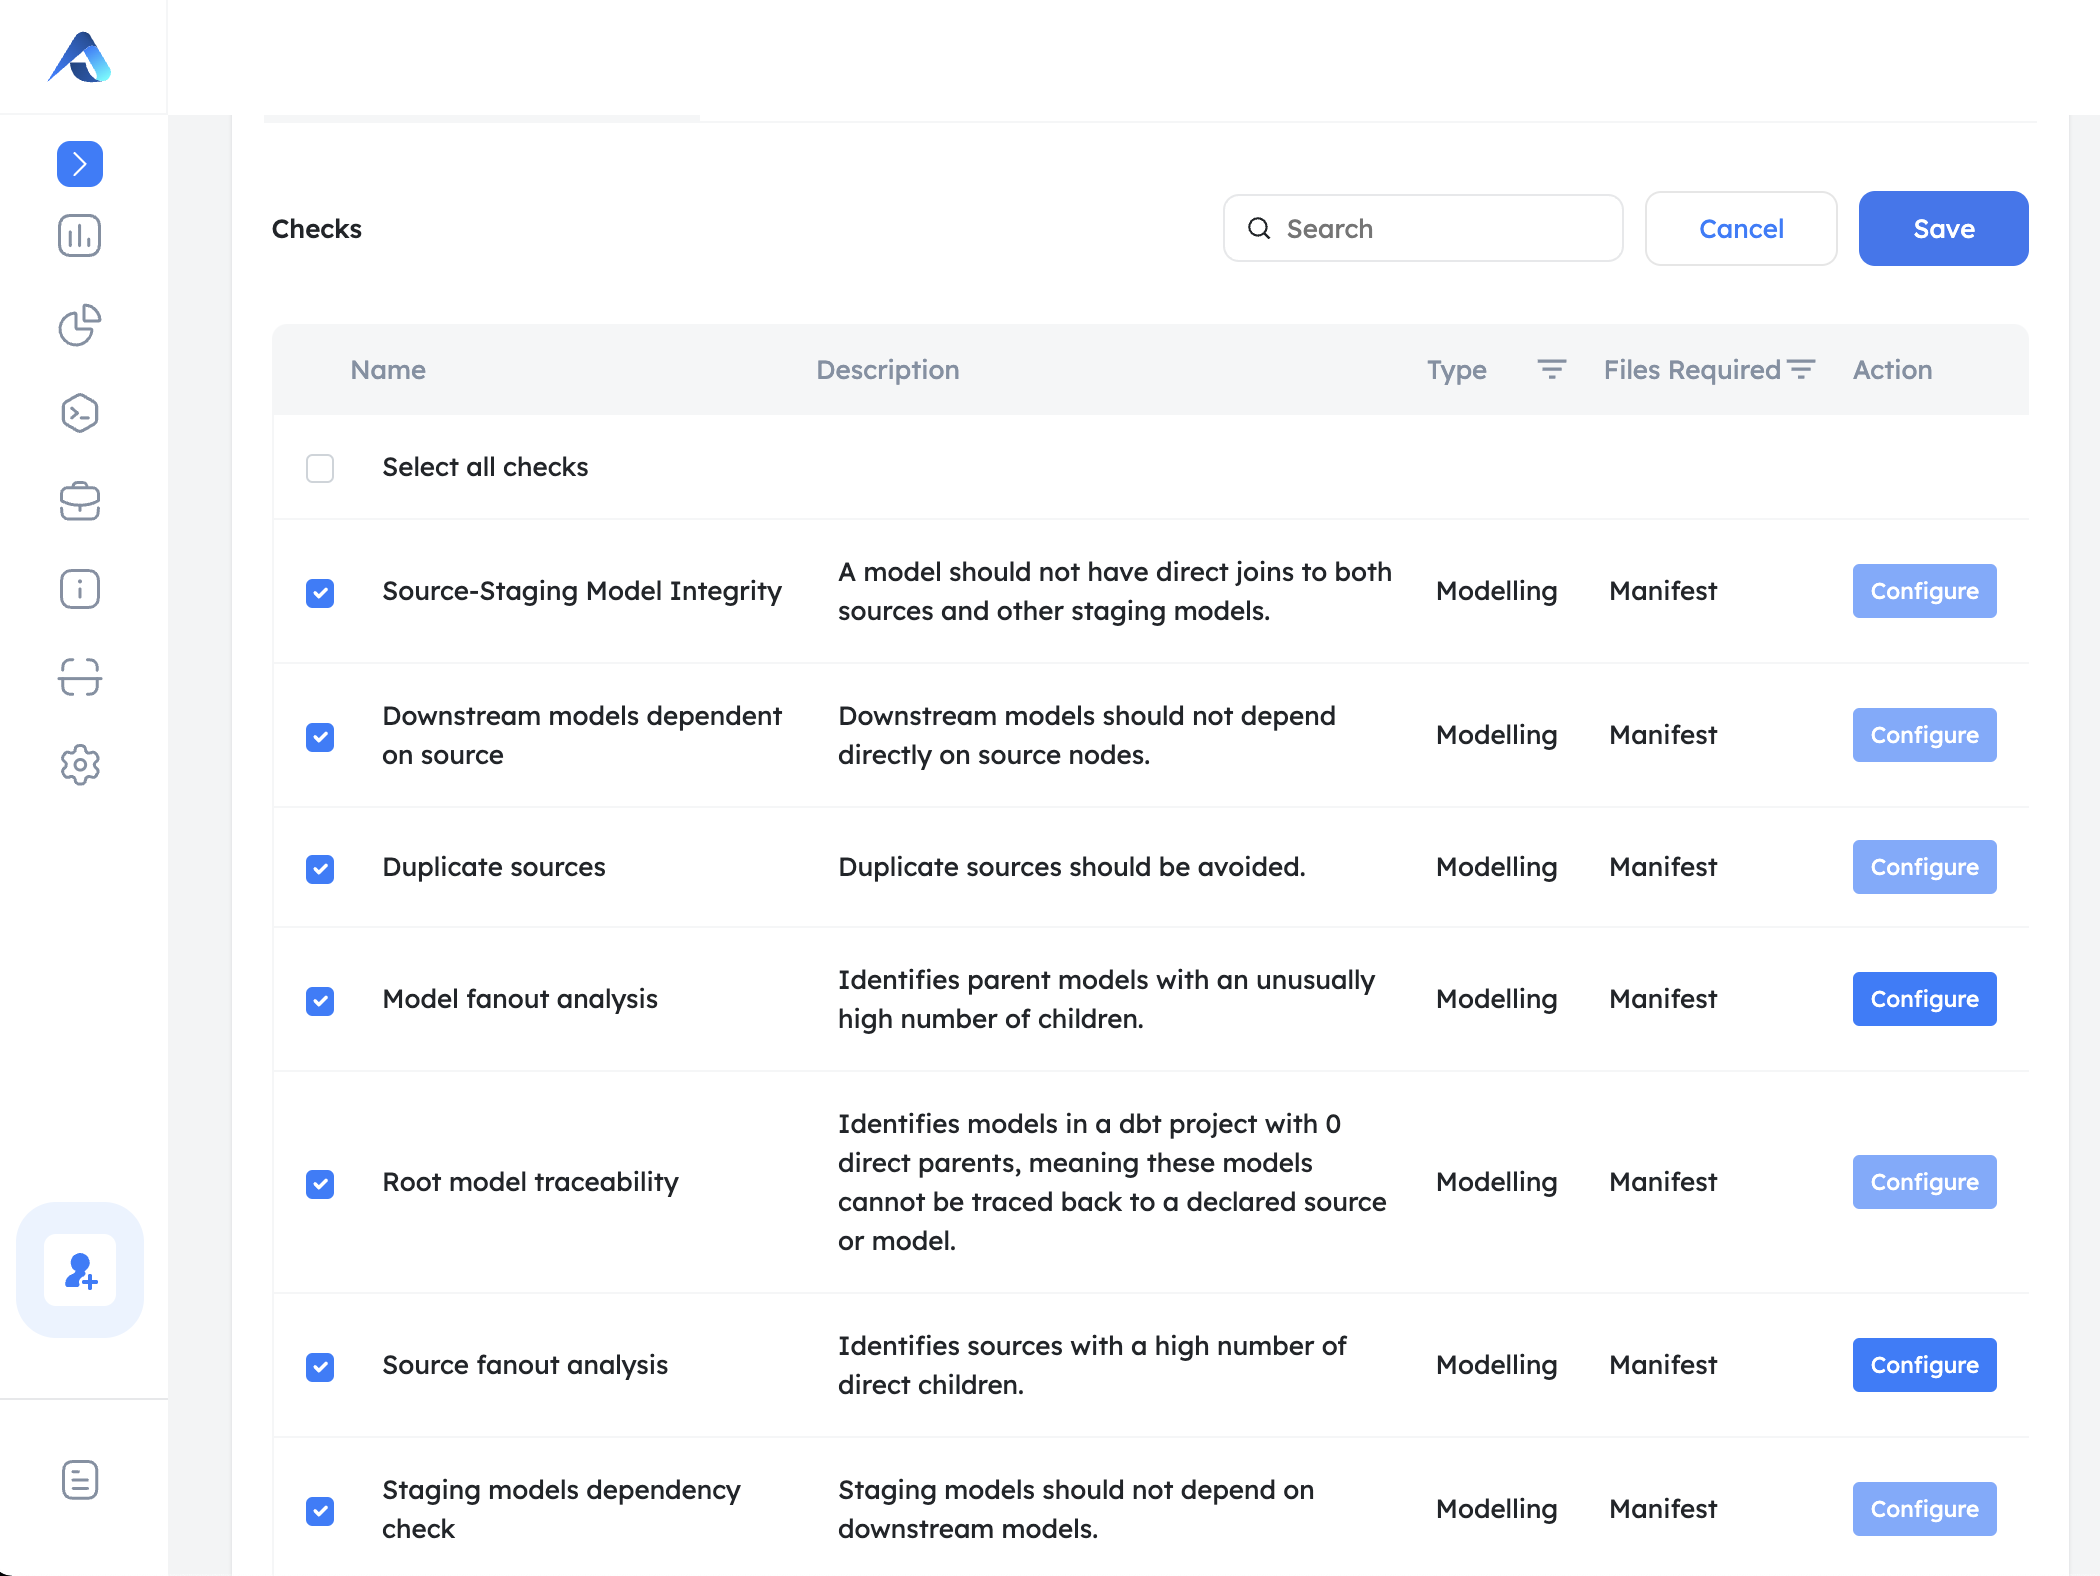 Checks
Search
Cancel
Save
Name
Description
Type
Files Required
Action
Select all checks
Source-Staging Model Integrity
A model should not have direct joins to both
sources and other staging models.
Modelling
Manifest
Configure
Downstream models dependent
on source
Downstream models should not depend
directly on source nodes.
Modelling
Manifest
Configure
Duplicate sources
Duplicate sources should be avoided.
Modelling
Manifest
Configure
Model fanout analysis
Identifies parent models with an unusually
high number of children.
Modelling
Manifest
Configure
Root model traceability
Identifies models in a dbt project with 0
direct parents, meaning these models
cannot be traced back to a declared source
or model.
Modelling
Manifest
Configure
Source fanout analysis
Identifies sources with a high number of
direct children.
Modelling
Manifest
Configure
Staging models dependency
check
Staging models should not depend on
downstream models.
Modelling
Manifest
Configure